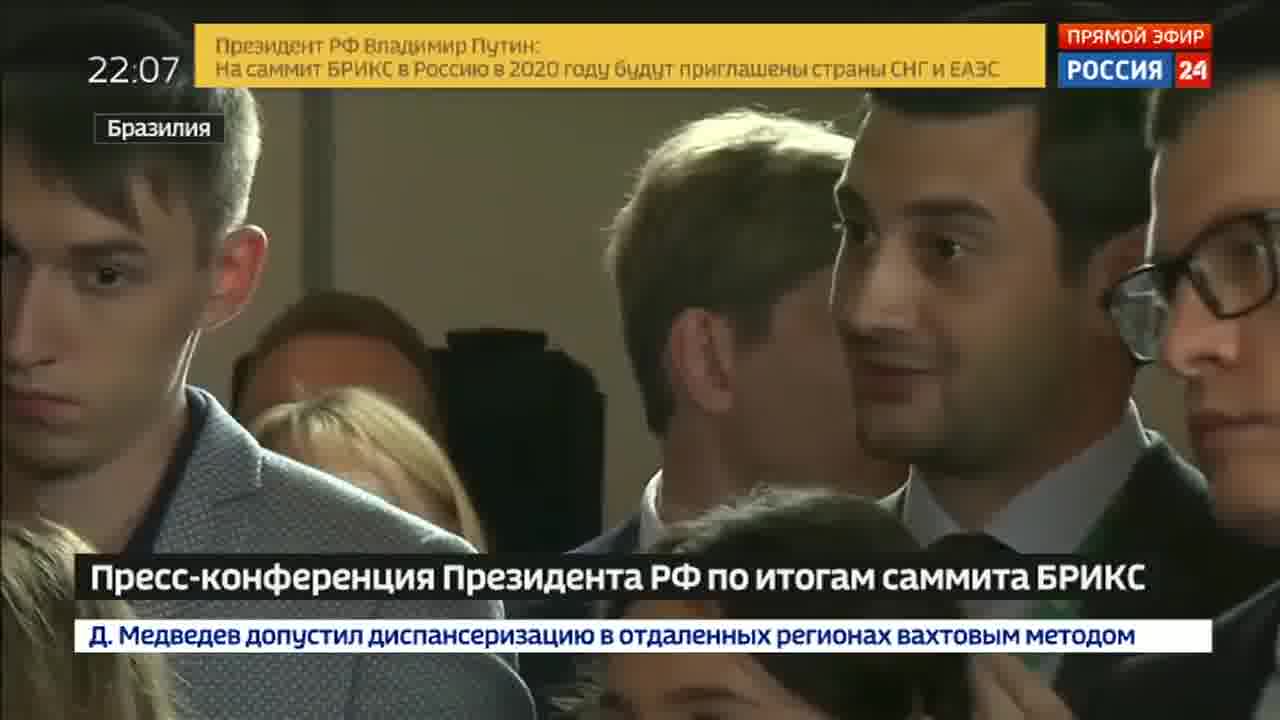 22:07
Бразилия
Президент РФ Владимир Путин:
На саммит БРИКС в Россию в 2020 году будут приглашены страны СНГ и ЕАЭС
ПРЯМОЙ ЭФИР
РОССИЯ 24
Пресс-конференция Президента РФ по итогам саммита БРИКС
Д. Медведев допустил диспансеризацию в отдаленных регионах вахтовым методом